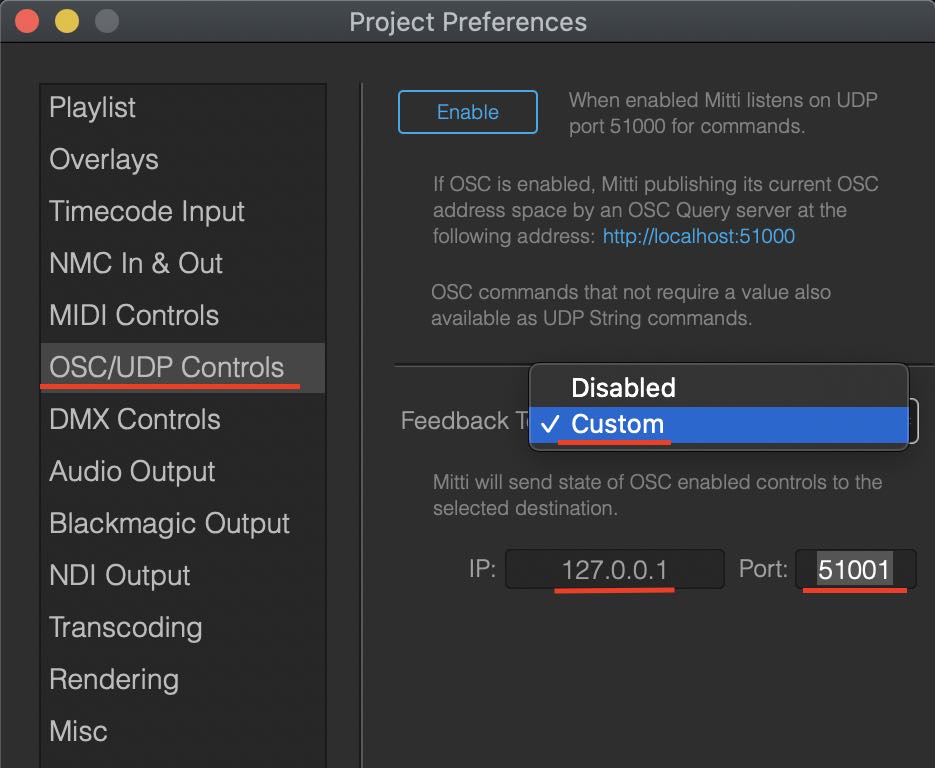 Project Preferences
Playlist
Overlays
Timecode Input
NMC In & Out
MIDI Controls
OSC/UDP Controls
DMX Controls
Audio Output
Blackmagic Output
NDI Output
Transcoding
Rendering
Misc
Enable
When enabled Mitti listens on UDP
port 51000 for commands.
If OSC is enabled, Mitti publishing its current OSC
address space by an OSC Query server at the
following address: http://localhost:51000
OSC commands that not require a value also
available as UDP String commands.
Disabled
Feedback
✓ Custom
Mitti will send state of OSC enabled controls to the
selected destination.
IP: 127.0.0.1 Port: 51001